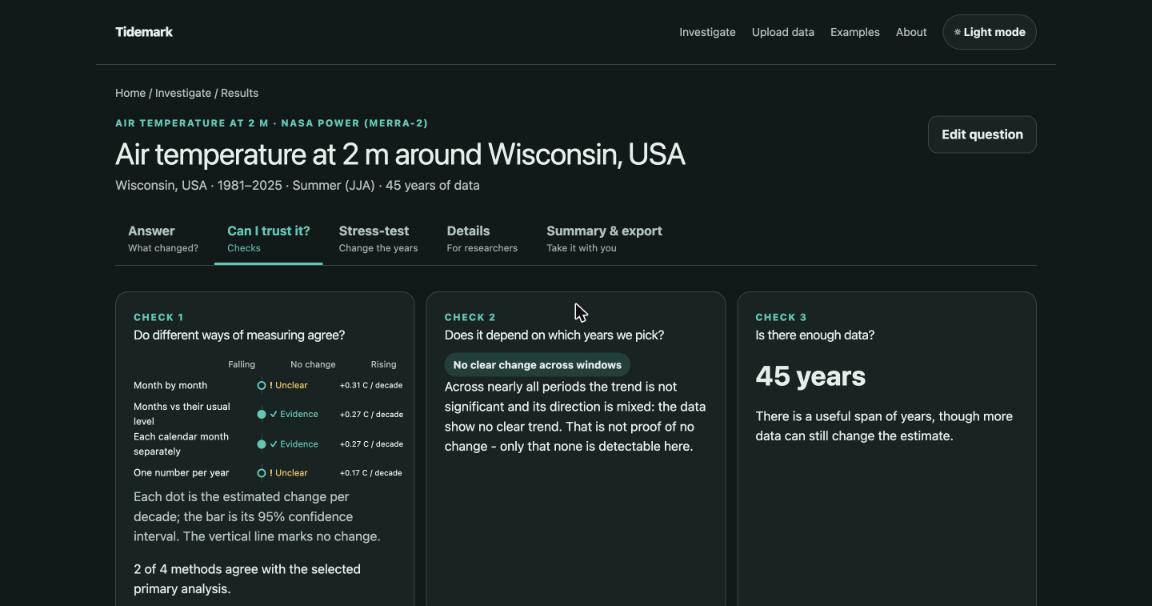 Tidemark
Investigate Upload data Examples About ☼ Light mode
Home / Investigate / Results
AIR TEMPERATURE AT 2 M · NASA POWER (MERRA-2)
Edit question
Air temperature at 2 m around Wisconsin, USA
Wisconsin, USA · 1981–2025 · Summer (JJA) · 45 years of data
Answer
What changed?
Can I trust it?
Checks
Stress-test
Change the years
Details
For researchers
Summary & export
Take it with you
CHECK 1
Do different ways of measuring agree?
Falling No change Rising
Month by month ! Unclear +0.31 C / decade
Months vs their usual
level
✓ Evidence +0.27 C / decade
Each calendar month
separately
✓ Evidence +0.27 C / decade
One number per year ! Unclear +0.17 C / decade
Each dot is the estimated change per
decade; the bar is its 95% confidence
interval. The vertical line marks no change.
2 of 4 methods agree with the selected
primary analysis.
CHECK 2
Does it depend on which years we pick?
No clear change across windows
Across nearly all periods the trend is not
significant and its direction is mixed: the data
show no clear trend. That is not proof of no
change - only that none is detectable here.
CHECK 3
Is there enough data?
45 years
There is a useful span of years, though more
data can still change the estimate.